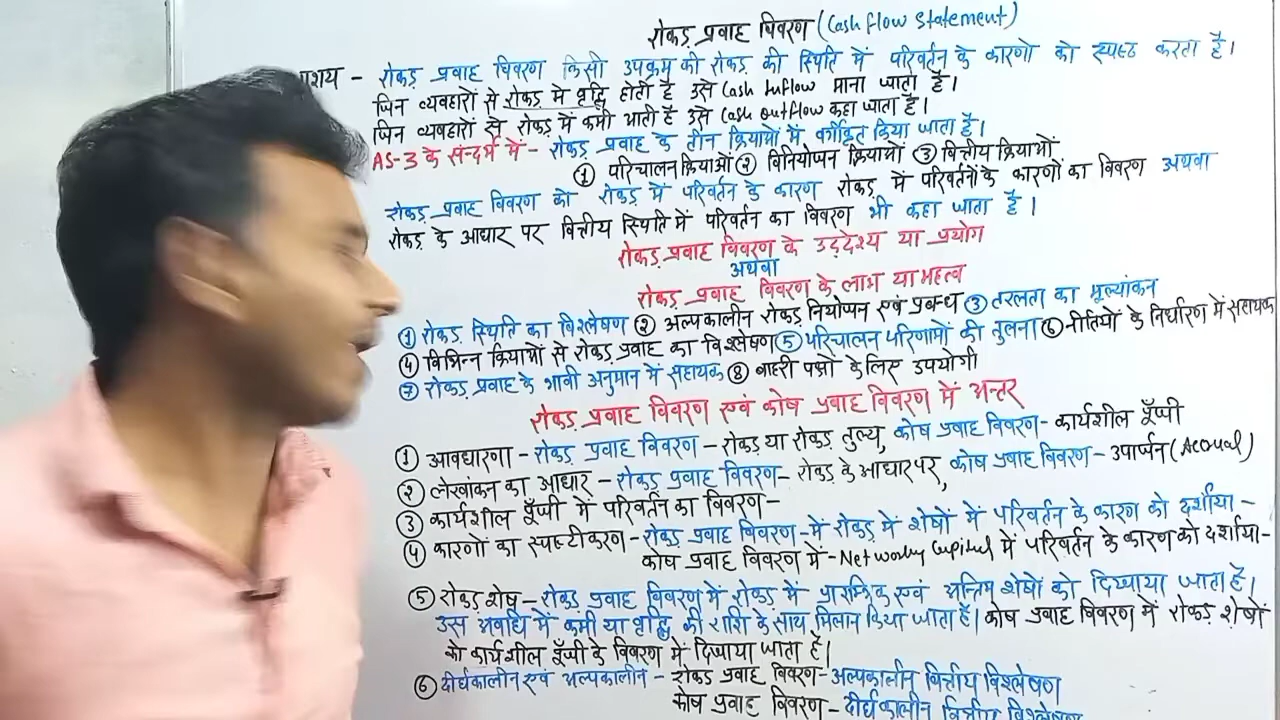 रोकड़ प्रवाह विवरण (Cash flow Statement)
शय - रोकड़ प्रवाह विवरण किसी उपक्रम की रोकड़ की स्थिति में परिवर्तन के कारणो को स्पष्ट करता है।
जिन व्यवहारों से रोकड़ में वृद्धि होती है उसे Cash Inflow माना जाता है।
जिन व्यवहारों से रोकड़ में कमी आती है उसे Cash outflow कहा जाता है।
AS-3 के संदर्भ में - रोकड़ प्रवाह के तीन क्रियाओं में वर्गीकृत किया जाता है।
① परिचालन क्रियाओं ② विनियोजन क्रियाओं ③ वित्तीय क्रियाओं
रोकड़ प्रवाह विवरण को रोकड़ में परिवर्तन के कारण रोकड़ में परिवर्तनों के कारणों का विवरण अथवा
रोकड़ के आधार पर वित्तीय स्थिति में परिवर्तन का विवरण भी कहा जाता है।
रोकड़ प्रवाह विवरण के उद्देश्य या प्रयोग
अथवा
रोकड़ प्रवाह विवरण के लाभ या महत्व
① रोकड़ स्थिति का विश्लेषण ② अल्पकालीन रोकड़ नियोजन एवं प्रबन्ध ③ तरलता का मूल्यांकन
④ विभिन्न क्रियाओं से रोकड़ प्रवाह का विश्लेषण ⑤ परिचालन परिणामों की तुलना ⑥ नीतियों के निर्धारण में सहायक
⑦ रोकड़ प्रवाह के भावी अनुमान में सहायक ⑧ बाहरी पक्षो के लिए उपयोगी
रोकड़ प्रवाह विवरण एवं कोष प्रवाह विवरण में अन्तर
① अवधारणा - रोकड़ प्रवाह विवरण - रोकड़ या रोकड़ तुल्य, कोष प्रवाह विवरण - कार्यशील पूँजी
② लेखांकन का आधार - रोकड़ प्रवाह विवरण - रोकड़ के आधार पर, कोष प्रवाह विवरण - उपार्जन (Accrual)
③ कार्यशील पूँजी में परिवर्तन का विवरण -
④ कारणों का स्पष्टीकरण - रोकड़ प्रवाह विवरण - में रोकड़ में शेषों में परिवर्तन के कारण को दर्शाया -
कोष प्रवाह विवरण में - Net working Capital में परिवर्तन के कारण को दर्शाया -
⑤ रोकड़ शेष - रोकड़ प्रवाह विवरण में रोकड़ में प्रारम्भिक एवं अन्तिम शेषों को दिखाया जाता है।
उस अवधि में कमी या वृद्धि की राशि के साथ मिलान किया जाता है। कोष प्रवाह विवरण में रोकड़ शेषो
को कार्यशील पूँजी के विवरण में दिखाया जाता है।
⑥ दीर्घकालीन एवं अल्पकालीन - रोकड़ प्रवाह विवरण - अल्पकालीन वित्तीय विश्लेषण
कोष प्रवाह विवरण - दीर्घकालीन वित्तीय विश्लेषण